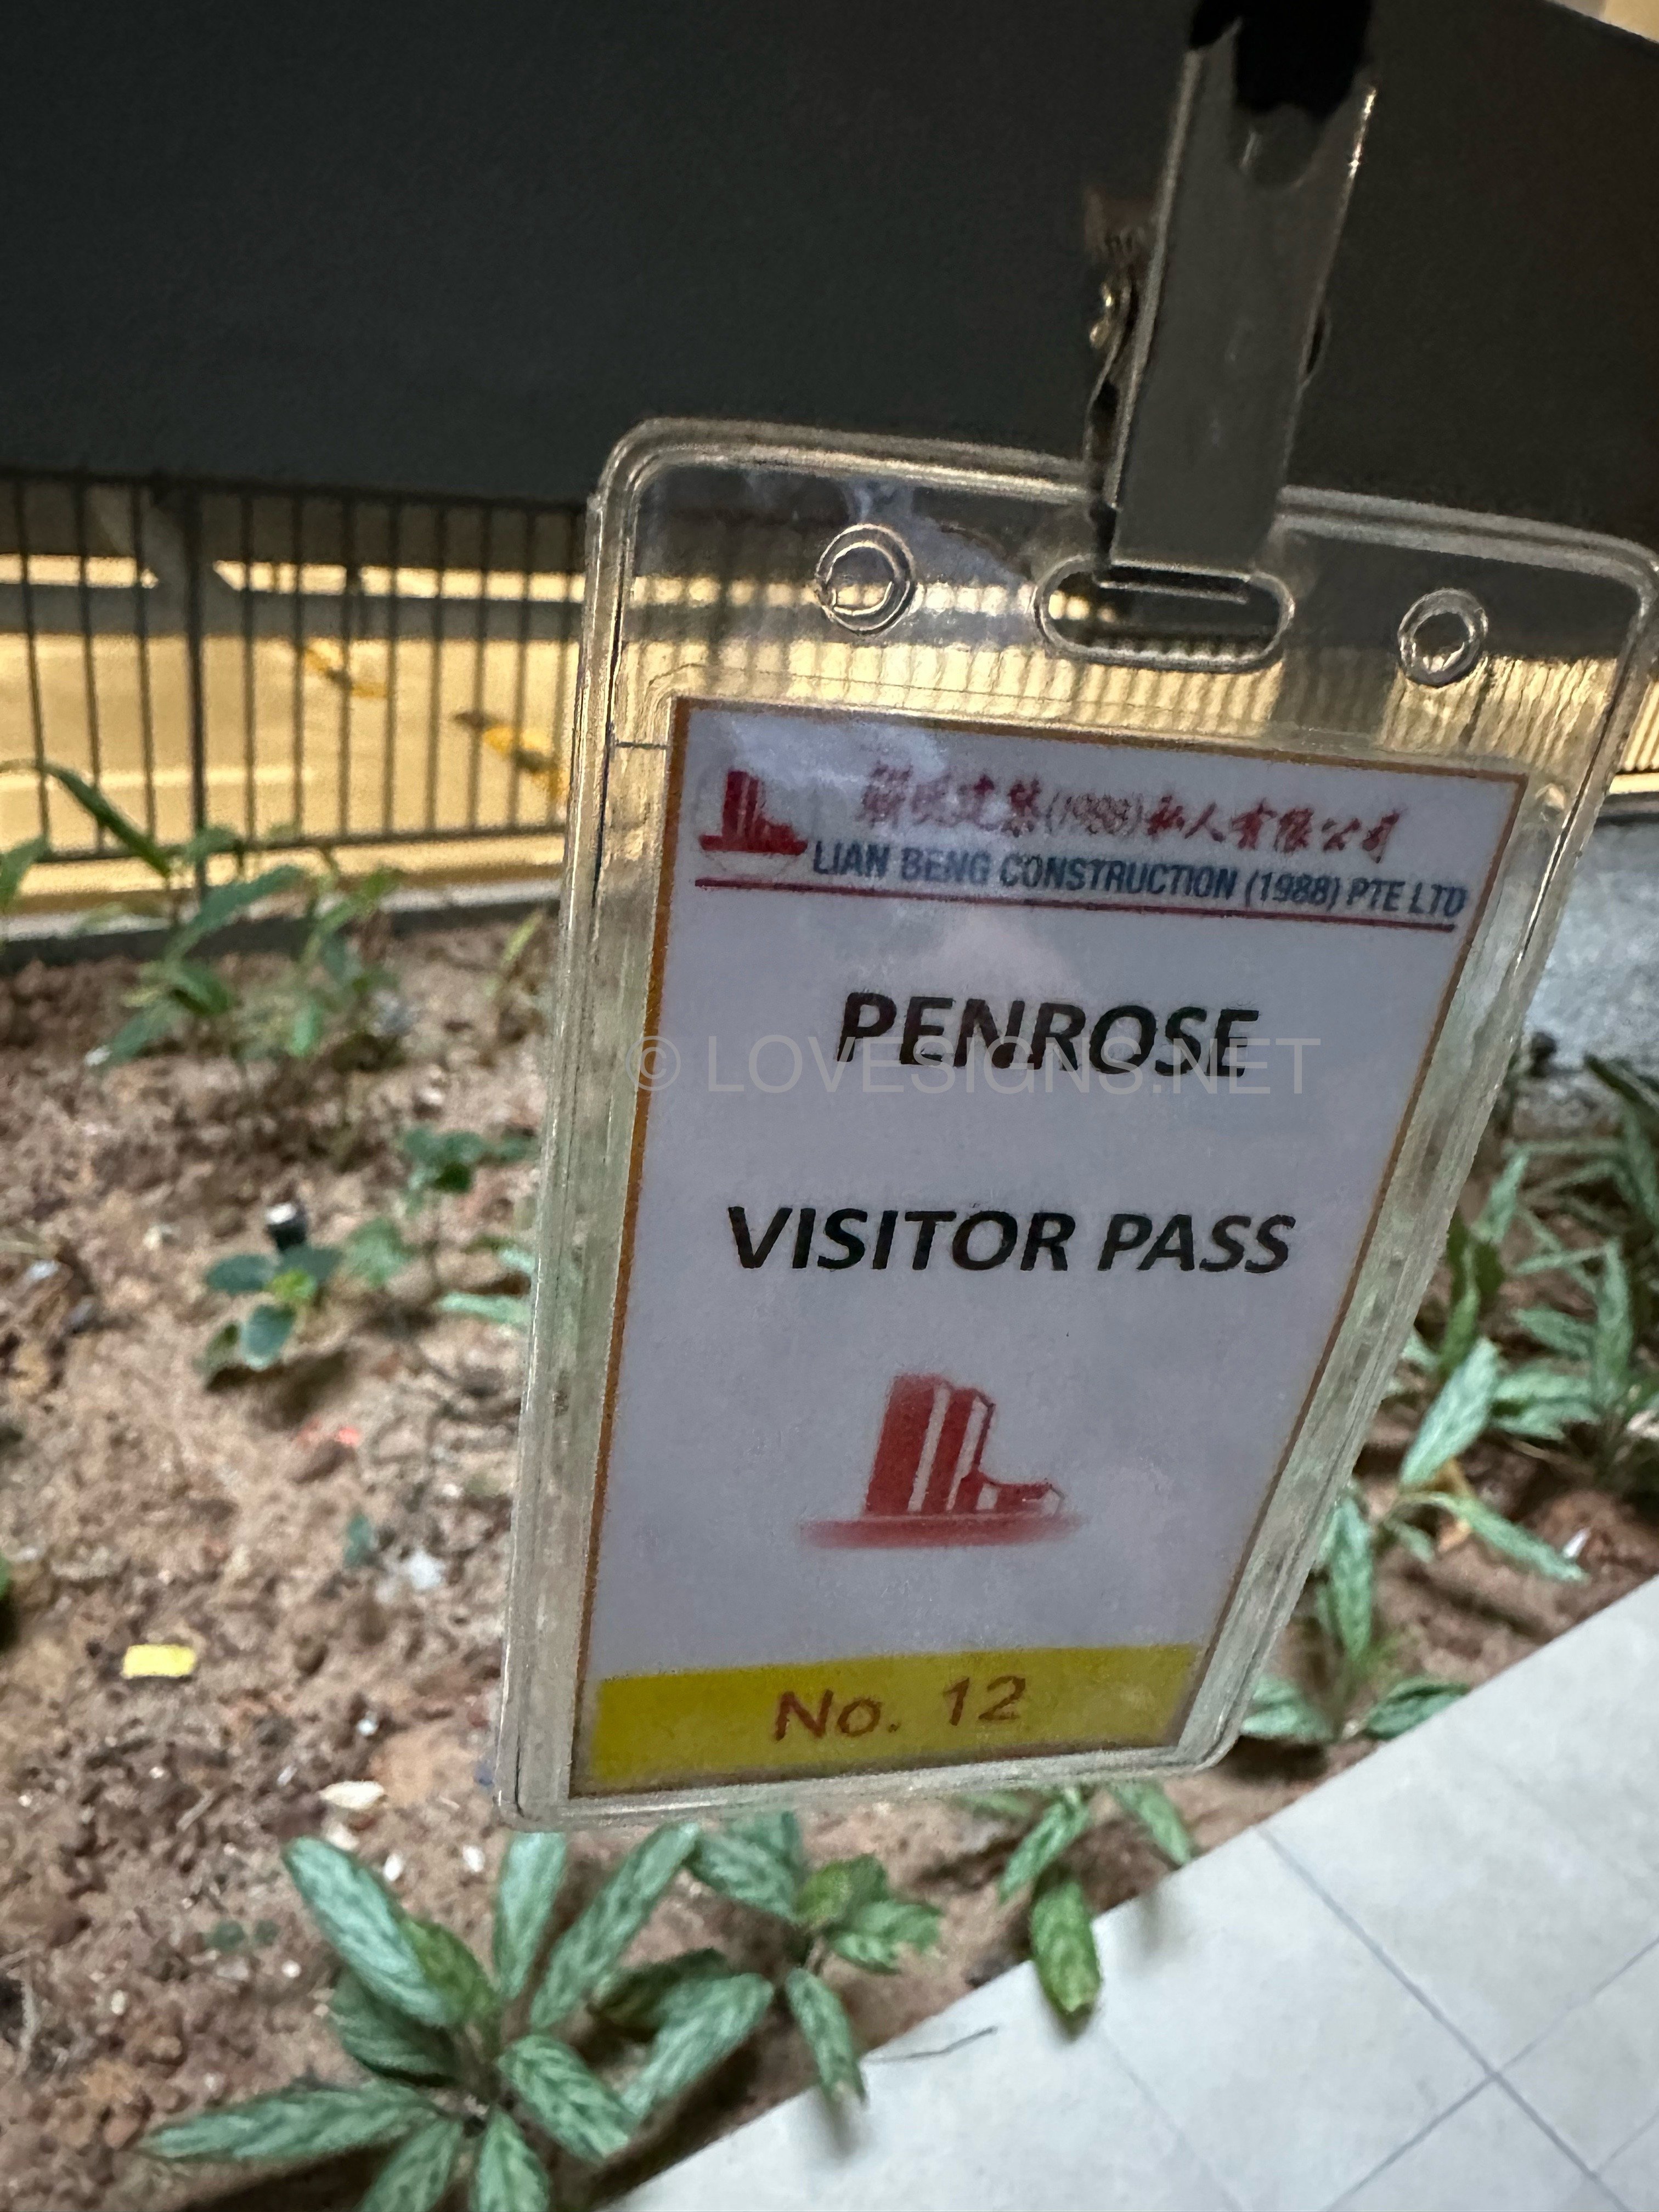 聯明建築(1988)私人有限公司
LIAN BENG CONSTRUCTION (1988) PTE LTD
PENROSE
© LOVESIGNS.NET
VISITOR PASS
No. 12